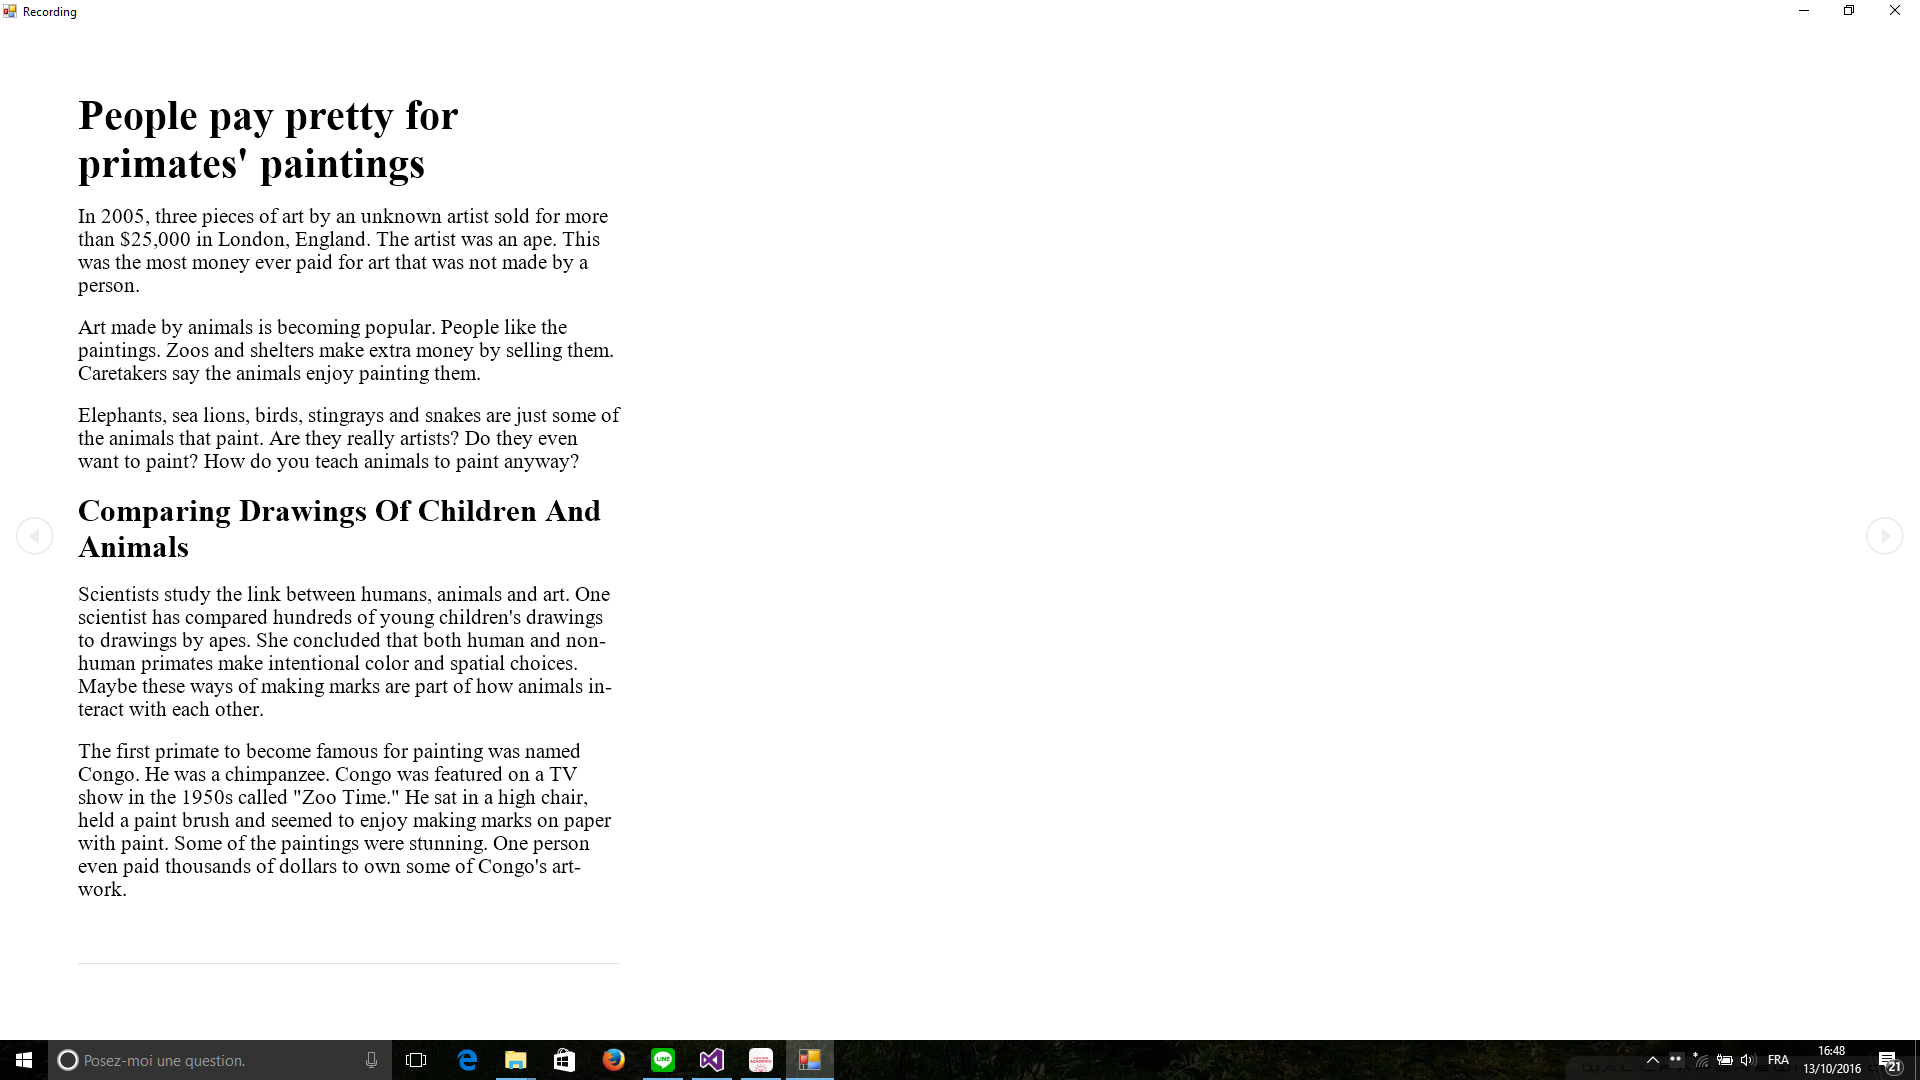 Recording
People pay pretty for
primates' paintings
In 2005, three pieces of art by an unknown artist sold for more
than $25,000 in London, England. The artist was an ape. This
was the most money ever paid for art that was not made by a
person.
Art made by animals is becoming popular. People like the
paintings. Zoos and shelters make extra money by selling them.
Caretakers say the animals enjoy painting them.
Elephants, sea lions, birds, stingrays and snakes are just some of
the animals that paint. Are they really artists? Do they even
want to paint? How do you teach animals to paint anyway?
Comparing Drawings Of Children And
Animals
Scientists study the link between humans, animals and art. One
scientist has compared hundreds of young children's drawings
to drawings by apes. She concluded that both human and non-
human primates make intentional color and spatial choices.
Maybe these ways of making marks are part of how animals in-
teract with each other.
The first primate to become famous for painting was named
Congo. He was a chimpanzee. Congo was featured on a TV
show in the 1950s called "Zoo Time." He sat in a high chair,
held a paint brush and seemed to enjoy making marks on paper
with paint. Some of the paintings were stunning. One person
even paid thousands of dollars to own some of Congo's art-
work.
Posez-moi une question.
LINE
FRA
16:48
13/10/2016
21